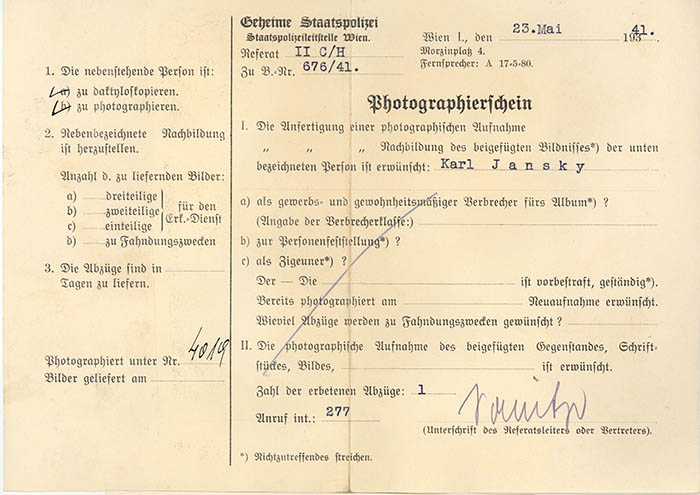 Geheime Staatspolizei
Staatspolizeileitstelle Wien.
Referat II C/H
Zu B.-Nr. 676/41.
Wien I., den 23.Mai 193 41.
Morzinplatz 4.
Fernsprecher: A 17-5-80.
1. Die nebenstehende Person ist:
a) zu daktyloskopieren.
b) zu photographieren.
2. Nebenbezeichnete Nachbildung
ist herzustellen.
Anzahl d. zu liefernden Bilder:
a) dreiteilige
b) zweiteilige
c) einteilige
für den
Erk.-Dienst
d) zu Fahndungszwecken
3. Die Abzüge sind in
Tagen zu liefern.
Photographiert unter Nr. 4019
Bilder geliefert am
Photographierschein
I. Die Anfertigung einer photographischen Aufnahme
„ „ „ Nachbildung des beigefügten Bildnisses*) der unten
bezeichneten Person ist erwünscht: Karl Jansky
a) als gewerbs- und gewohnheitsmäßiger Verbrecher fürs Album*) ?
(Angabe der Verbrecherklasse:)
b) zur Personenfeststellung*) ?
c) als Zigeuner*) ?
Der — Die ist vorbestraft, geständig*).
Bereits photographiert am Neuaufnahme erwünscht.
Wieviel Abzüge werden zu Fahndungszwecken gewünscht ?
II. Die photographische Aufnahme des beigefügten Gegenstandes, Schrift-
stückes, Bildes, ist erwünscht.
Zahl der erbetenen Abzüge: 1
Anruf int.: 277
(Unterschrift des Referatsleiters oder Vertreters).
*) Nichtzutreffendes streichen.